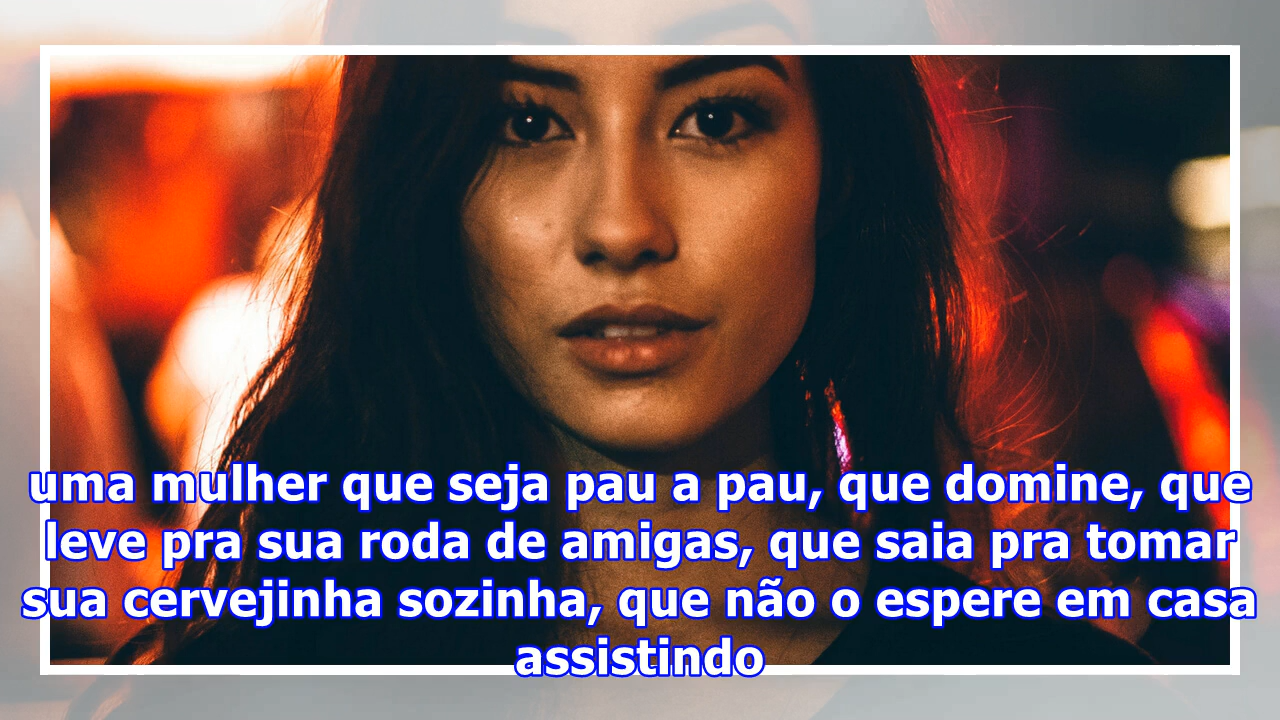 uma mulher que seja pau a pau, que domine, que
leve pra sua roda de amigas, que saia pra tomar
sua cervejinha sozinha, que não o espere em casa
assistindo